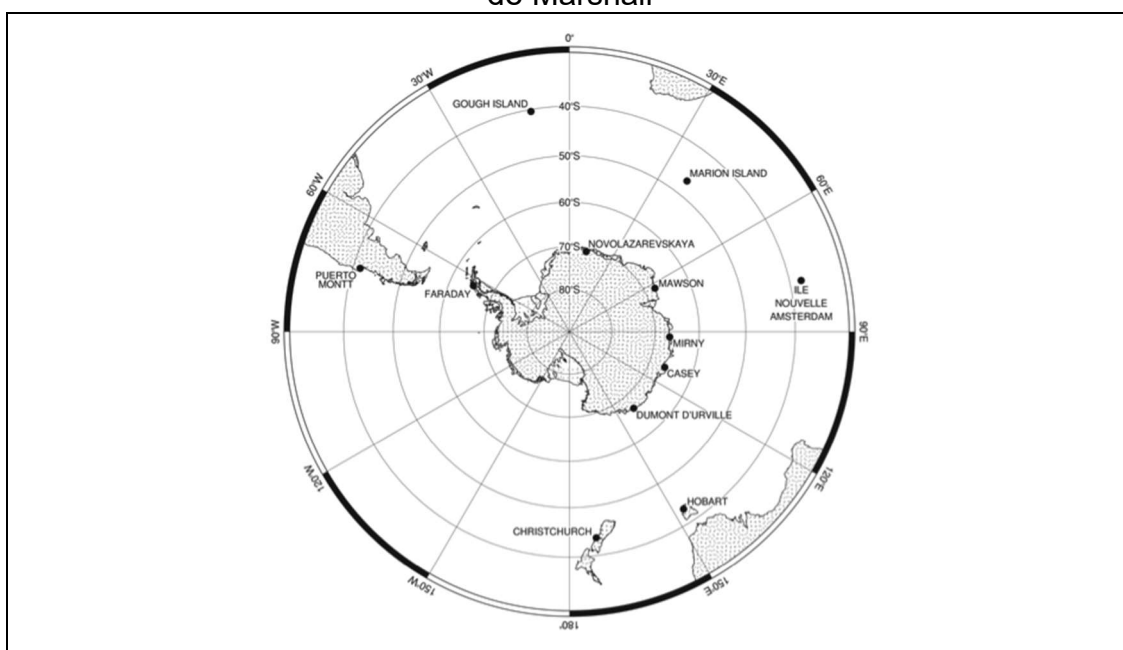 de Marshall
0°
30°W
30°E
GOUGH ISLAND
40°S
50°S
MARION ISLAND
60°W
60°E
60°S
70°S
NOVOLAZAREVSKAYA
PUERTO
MONTT
FARADAY
80°S
MAWSON
ILE
NOUVELLE
AMSTERDAM
90°W
90°E
MIRNY
CASEY
DUMONT D'URVILLE
120°W
120°E
HOBART
CHRISTCHURCH
150°W
150°E
180°